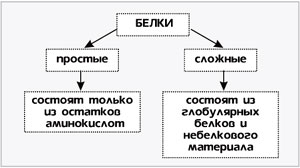 БЕЛКИ
простые
сложные
состоят только
из остатков
аминокислот
состоят из
глобулярных
белков и
небелкового
материала